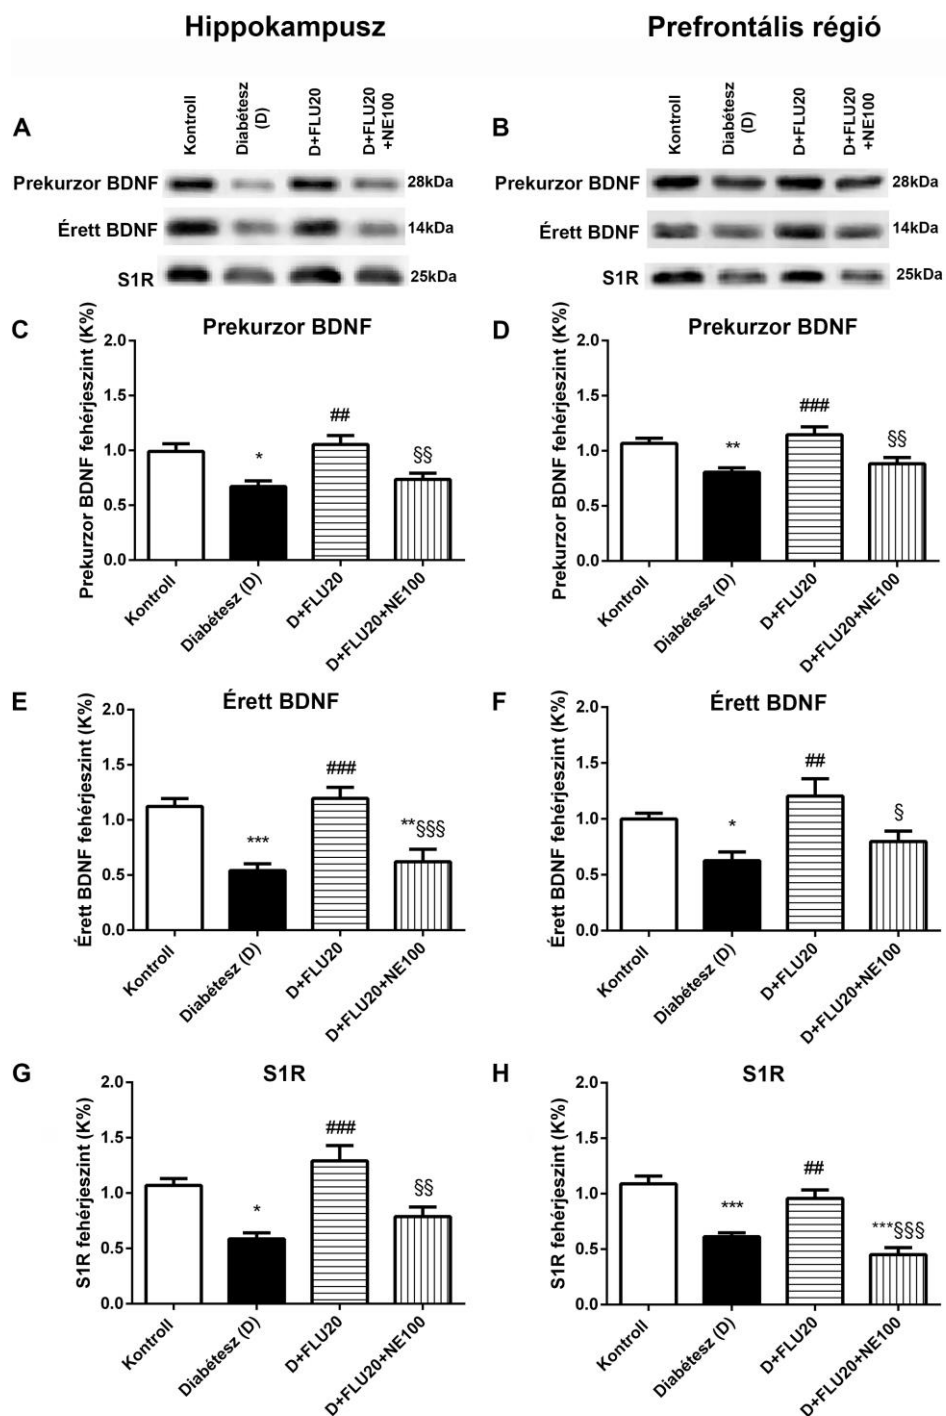 Hippokampusz
Prefrontális régió
A
Kontroll
Diabétesz
(D)
D+FLU20
D+FLU20
+NE100
Prekurzor BDNF
28kDa
Érett BDNF
14kDa
S1R
25kDa
B
Kontroll
Diabétesz
(D)
D+FLU20
D+FLU20
+NE100
Prekurzor BDNF
28kDa
Érett BDNF
14kDa
S1R
25kDa
C
Prekurzor BDNF
Prekurzor BDNF fehérjeszint (K%)
2.0
1.5
1.0
0.5
0.0
*
##
§§
Kontroll
Diabétesz (D)
D+FLU20
D+FLU20+NE100
D
Prekurzor BDNF
Prekurzor BDNF fehérjeszint (K%)
2.0
1.5
1.0
0.5
0.0
**
###
§§
Kontroll
Diabétesz (D)
D+FLU20
D+FLU20+NE100
E
Érett BDNF
Érett BDNF fehérjeszint (K%)
2.0
1.5
1.0
0.5
0.0
***
###
**§§§
Kontroll
Diabétesz (D)
D+FLU20
D+FLU20+NE100
F
Érett BDNF
Érett BDNF fehérjeszint (K%)
2.0
1.5
1.0
0.5
0.0
*
##
§
Kontroll
Diabétesz (D)
D+FLU20
D+FLU20+NE100
G
S1R
S1R fehérjeszint (K%)
2.0
1.5
1.0
0.5
0.0
*
###
§§
Kontroll
Diabétesz (D)
D+FLU20
D+FLU20+NE100
H
S1R
S1R fehérjeszint (K%)
2.0
1.5
1.0
0.5
0.0
***
##
***§§§
Kontroll
Diabétesz (D)
D+FLU20
D+FLU20+NE100